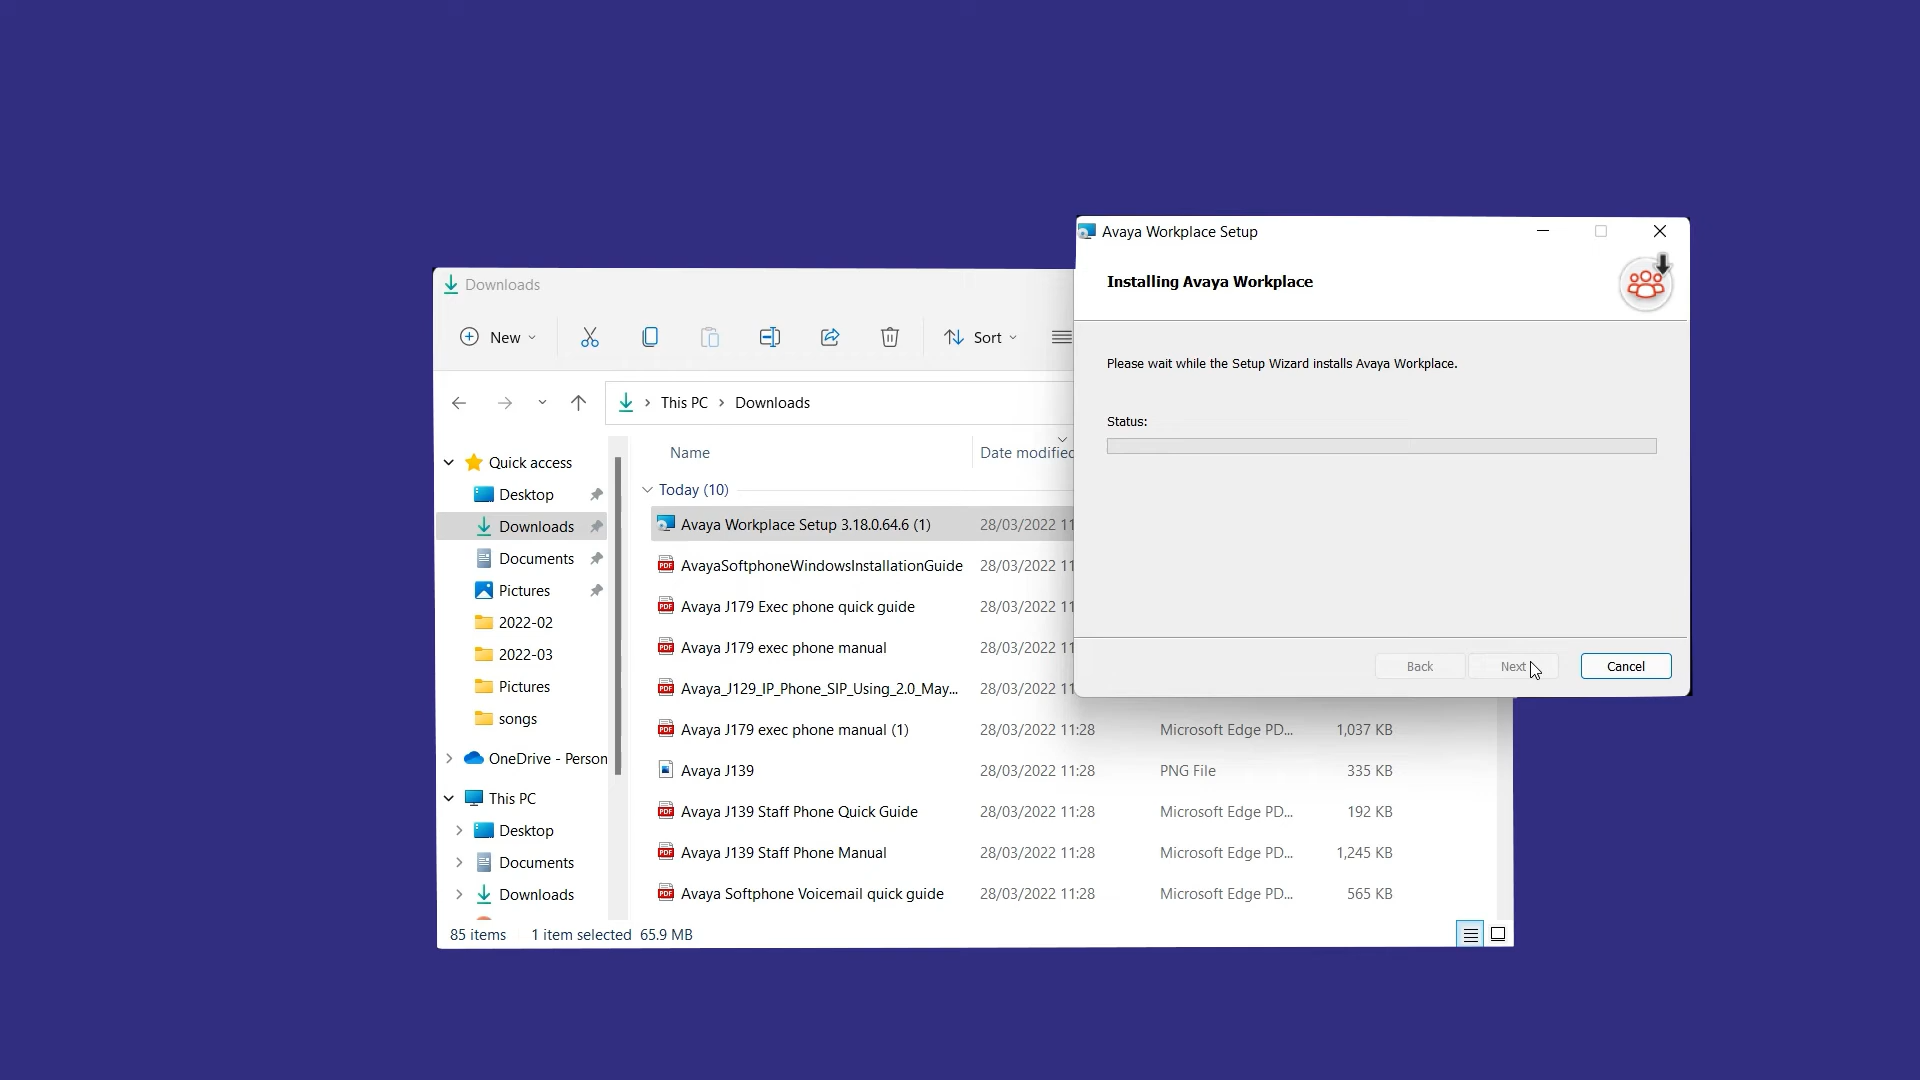 Avaya Workplace Setup
Installing Avaya Workplace
Please wait while the Setup Wizard installs Avaya Workplace.
Status:
Back
Next
Cancel
Downloads
New
Sort
This PC > Downloads
Name
Date modified
Quick access
Desktop
Downloads
Documents
Pictures
2022-02
2022-03
Pictures
songs
OneDrive - Person
This PC
Desktop
Documents
Downloads
Today (10)
Avaya Workplace Setup 3.18.0.64.6 (1) 28/03/2022 11
AvayaSoftphoneWindowsInstallationGuide 28/03/2022 11
Avaya J179 Exec phone quick guide 28/03/2022 11
Avaya J179 exec phone manual 28/03/2022 11
Avaya_J129_IP_Phone_SIP_Using_2.0_May... 28/03/2022 11
Avaya J179 exec phone manual (1) 28/03/2022 11:28 Microsoft Edge PD... 1,037 KB
Avaya J139 28/03/2022 11:28 PNG File 335 KB
Avaya J139 Staff Phone Quick Guide 28/03/2022 11:28 Microsoft Edge PD... 192 KB
Avaya J139 Staff Phone Manual 28/03/2022 11:28 Microsoft Edge PD... 1,245 KB
Avaya Softphone Voicemail quick guide 28/03/2022 11:28 Microsoft Edge PD... 565 KB
85 items 1 item selected 65.9 MB